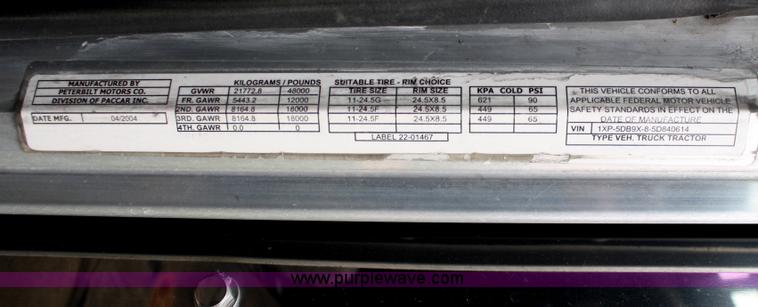 MANUFACTURED BY
PETERBILT MOTORS CO.
DIVISION OF PACCAR INC.
DATE MFG. 04/2004
KILOGRAMS / POUNDS
GVWR 21772.8 48000
FR. GAWR 5443.2 12000
2ND. GAWR 8164.8 18000
3RD. GAWR 8164.8 18000
4TH. GAWR 0.0 0
SUITABLE TIRE - RIM CHOICE
TIRE SIZE RIM SIZE
11-24.5G 24.5X8.5
11-24.5F 24.5X8.5
11-24.5F 24.5X8.5
LABEL 22-01467
KPA COLD PSI
621 90
449 65
449 65
THIS VEHICLE CONFORMS TO ALL
APPLICABLE FEDERAL MOTOR VEHICLE
SAFETY STANDARDS IN EFFECT ON THE
DATE OF MANUFACTURE
VIN 1XP-5DB9X-8-5D840614
TYPE VEH. TRUCK TRACTOR
www.purplewave.com